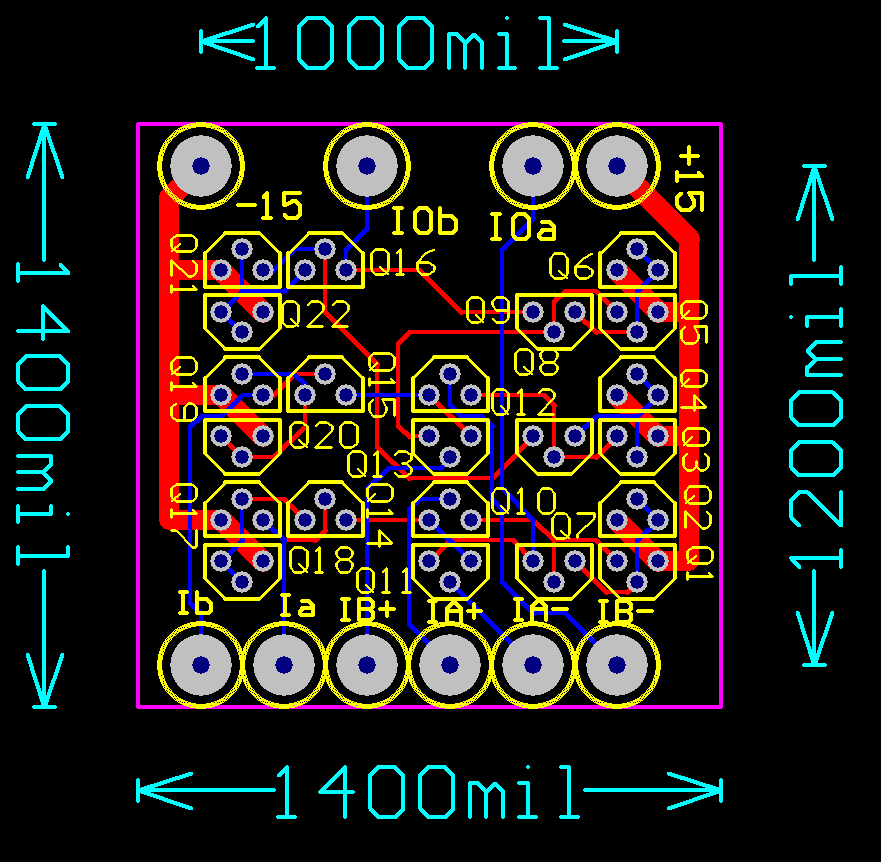 1000mil
-15
IOb
IOa
+15
Q21
Q16
Q6
Q22
Q9
Q5
Q8
Q19
Q15
Q12
Q4
Q20
Q13
Q3
Q17
Q14
Q10
Q7
Q2
Q18
Q11
Q1
Ib
Ia
IB+
IA+
IA-
IB-
1400mil
1200mil
1400mil